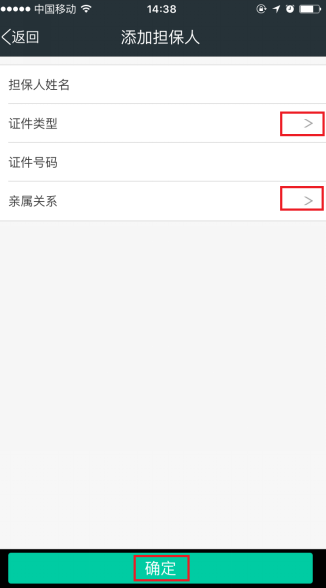 中国移动 14:38
返回 添加担保人
担保人姓名
证件类型
证件号码
亲属关系
确定